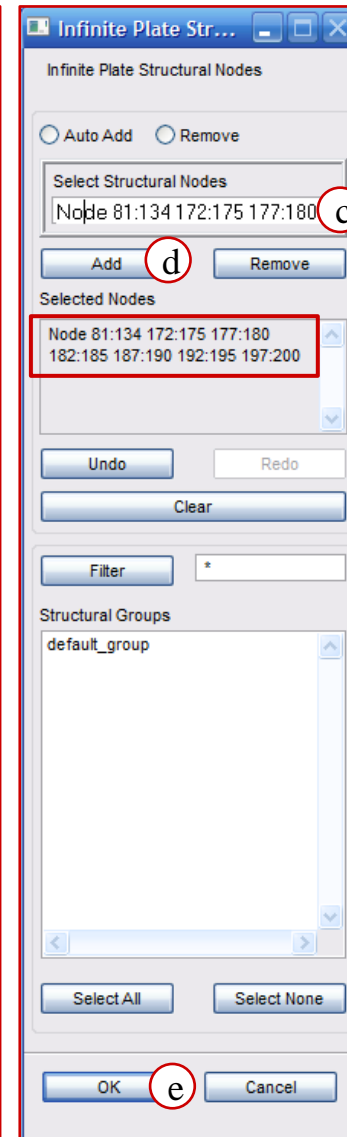 Infinite Plate Str...
Infinite Plate Structural Nodes
Auto Add Remove
Select Structural Nodes
Node 81:134 172:175 177:180 c
Add d Remove
Selected Nodes
Node 81:134 172:175 177:180
182:185 187:190 192:195 197:200
Undo Redo
Clear
Filter *
Structural Groups
default_group
Select All Select None
OK e Cancel